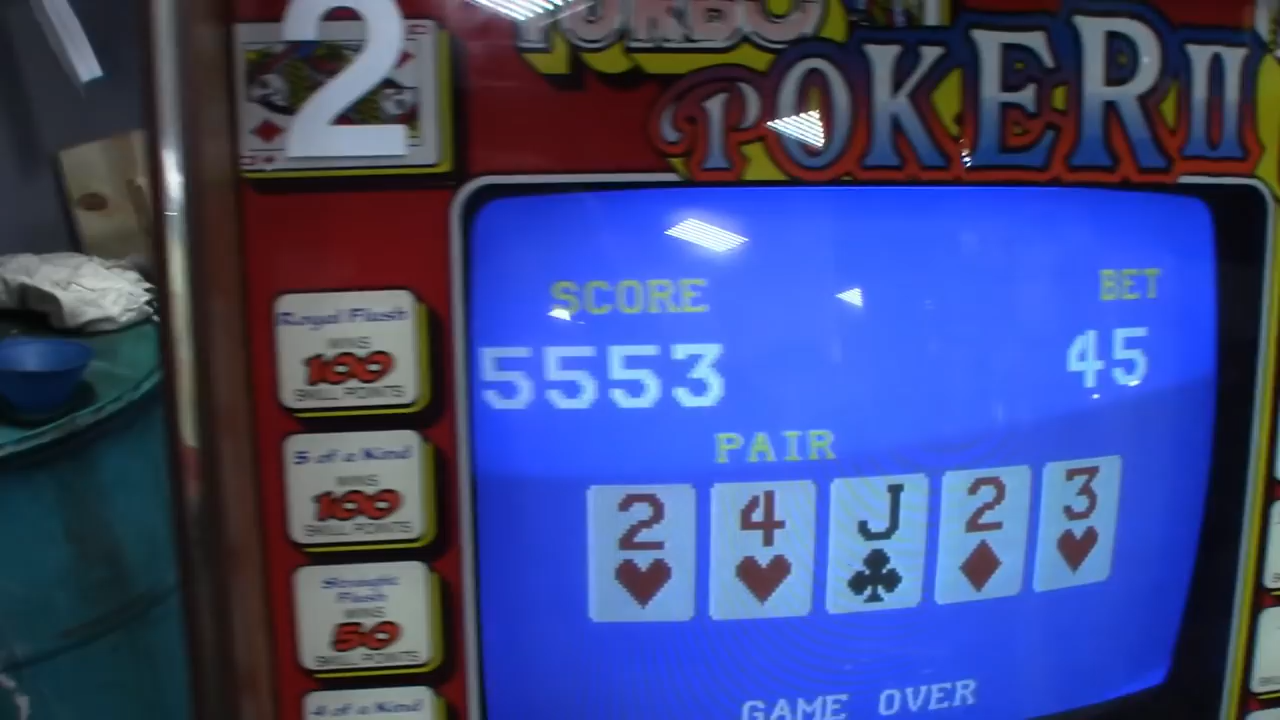 2
TURBO
POKER II
SCORE
BET
5553
45
PAIR
2 4 J 2 3
GAME OVER
Royal Flush
WINS
100
SKILL POINTS
5 of a Kind
WINS
100
SKILL POINTS
Straight
Flush
WINS
50
SKILL POINTS
4 of a Kind